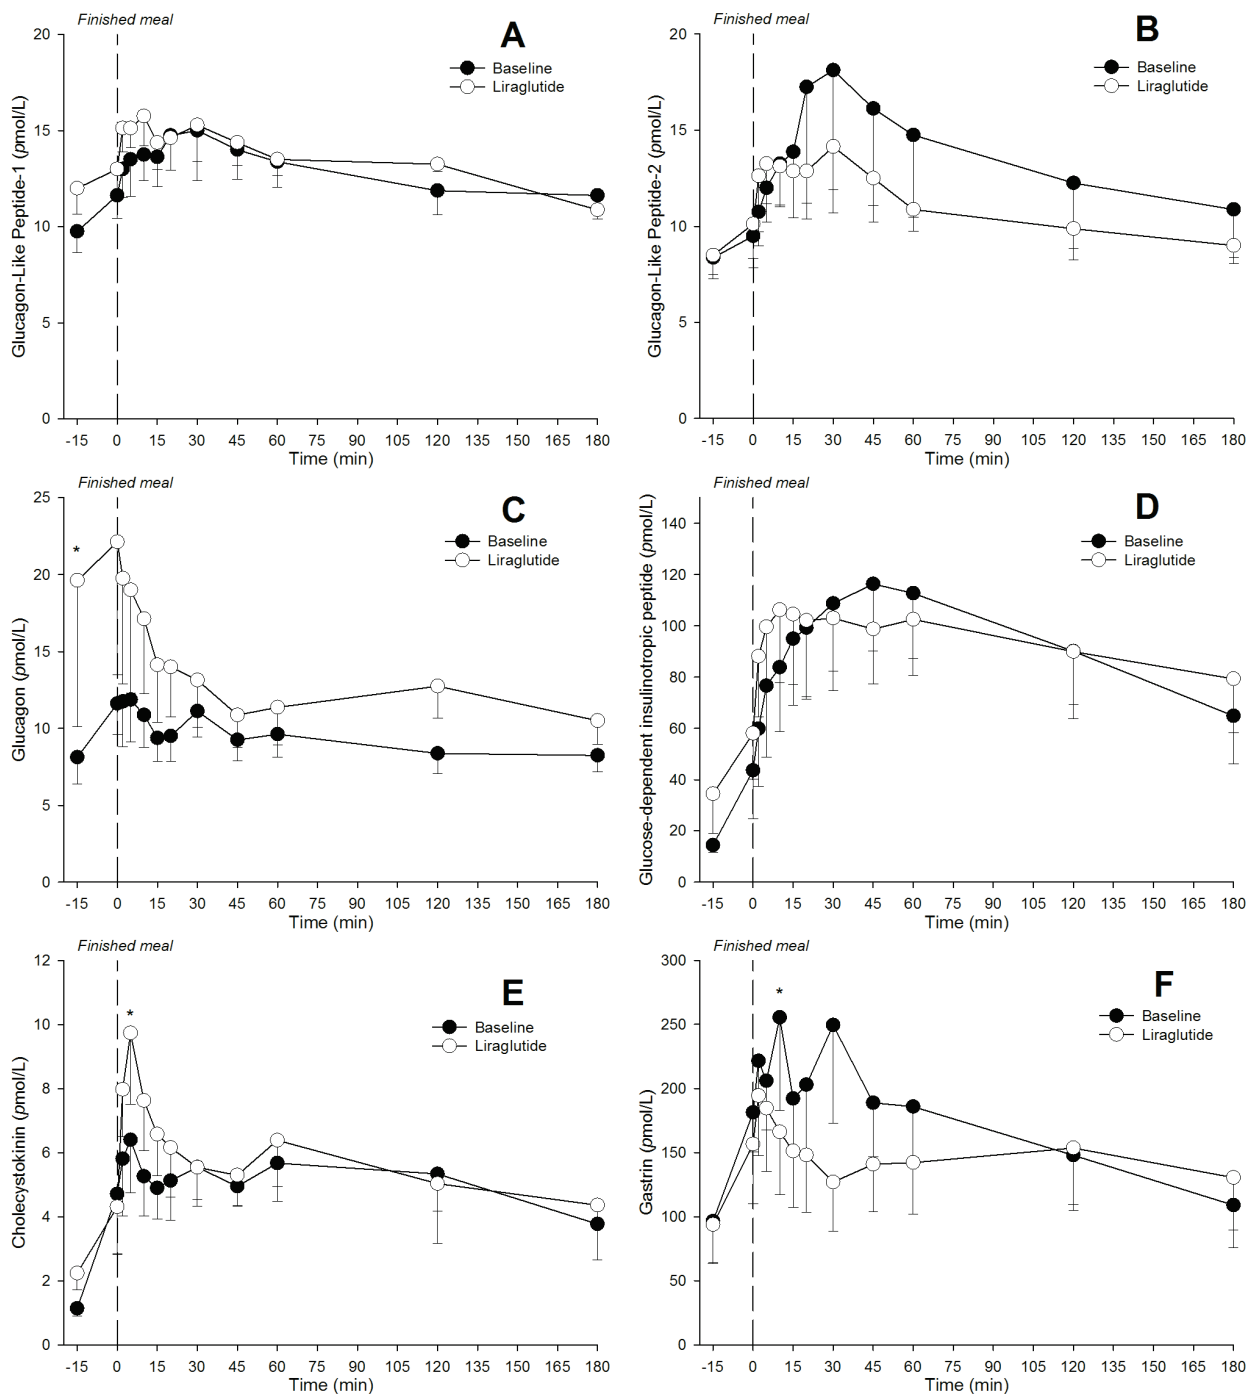 Finished meal
A
Baseline
Liraglutide
Glucagon-Like Peptide-1 (pmol/L)
20
15
10
5
0
-15 0 15 30 45 60 75 90 105 120 135 150 165 180
Time (min)
Finished meal
B
Baseline
Liraglutide
Glucagon-Like Peptide-2 (pmol/L)
20
15
10
5
0
-15 0 15 30 45 60 75 90 105 120 135 150 165 180
Time (min)
Finished meal
C
Baseline
Liraglutide
*
Glucagon (pmol/L)
25
20
15
10
5
0
-15 0 15 30 45 60 75 90 105 120 135 150 165 180
Time (min)
Finished meal
D
Baseline
Liraglutide
Glucose-dependent insulinotropic peptide (pmol/L)
140
120
100
80
60
40
20
0
-15 0 15 30 45 60 75 90 105 120 135 150 165 180
Time (min)
Finished meal
E
Baseline
Liraglutide
*
Cholecystokinin (pmol/L)
12
10
8
6
4
2
0
-15 0 15 30 45 60 75 90 105 120 135 150 165 180
Time (min)
Finished meal
F
Baseline
Liraglutide
*
Gastrin (pmol/L)
300
250
200
150
100
50
0
-15 0 15 30 45 60 75 90 105 120 135 150 165 180
Time (min)